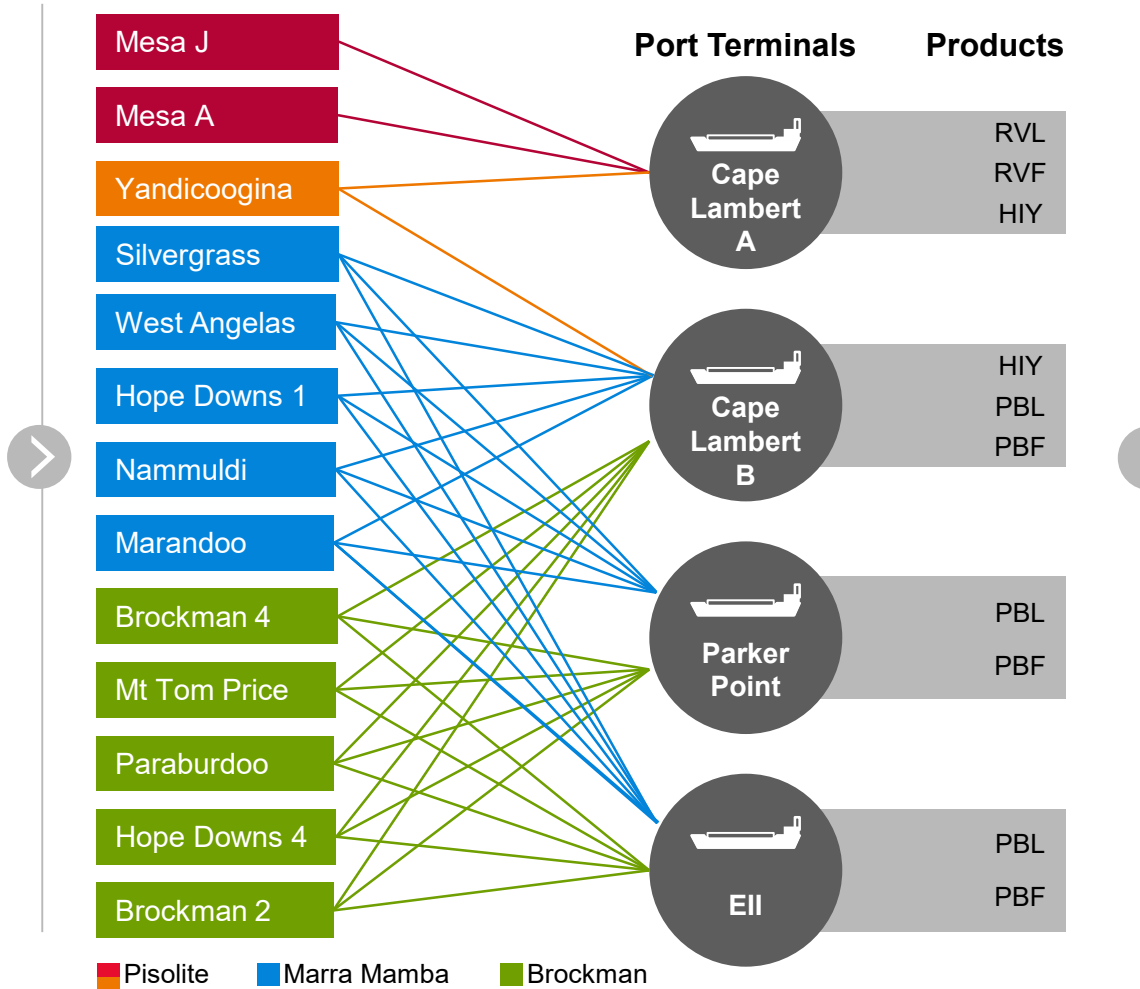 Mesa J
Mesa A
Yandicoogina
Silvergrass
West Angelas
Hope Downs 1
Nammuldi
Marandoo
Brockman 4
Mt Tom Price
Paraburdoo
Hope Downs 4
Brockman 2
Port Terminals
Cape
Lambert
A
Cape
Lambert
B
Parker
Point
EII
Products
RVL
RVF
HIY
HIY
PBL
PBF
PBL
PBF
PBL
PBF
Pisolite
Marra Mamba
Brockman